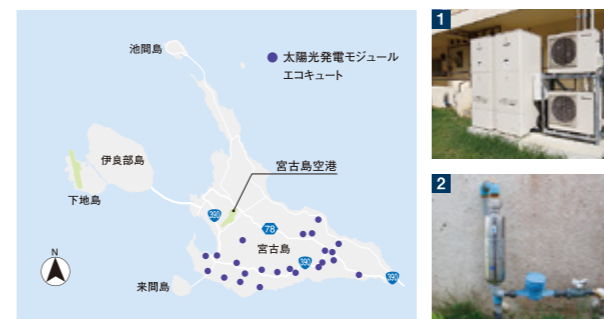 池間島
太陽光発電モジュール
エコキュート
伊良部島
宮古島空港
下地島
390
78
宮古島
390
390
来間島
N
1
2